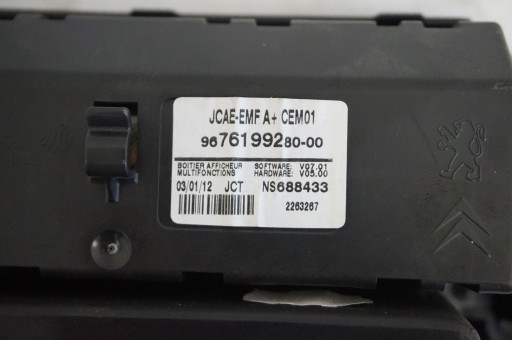 JCAE-EMF A+ CEM01
9676199280-00
BOITIER AFFICHEUR SOFTWARE: V07.01
MULTIFONCTIONS HARDWARE: V05.00
03/01/12 JCT NS688433
2263267